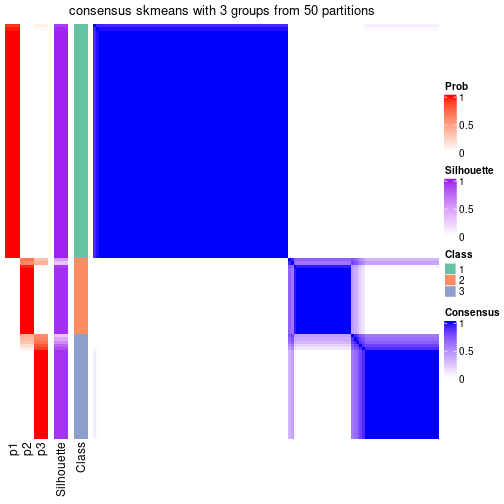 consensus skmeans with 3 groups from 50 partitions
Prob
1
0.5
0
Silhouette
1
0.5
0
Class
1
2
3
Consensus
1
0.5
0
p1
p2
p3
Silhouette
Class